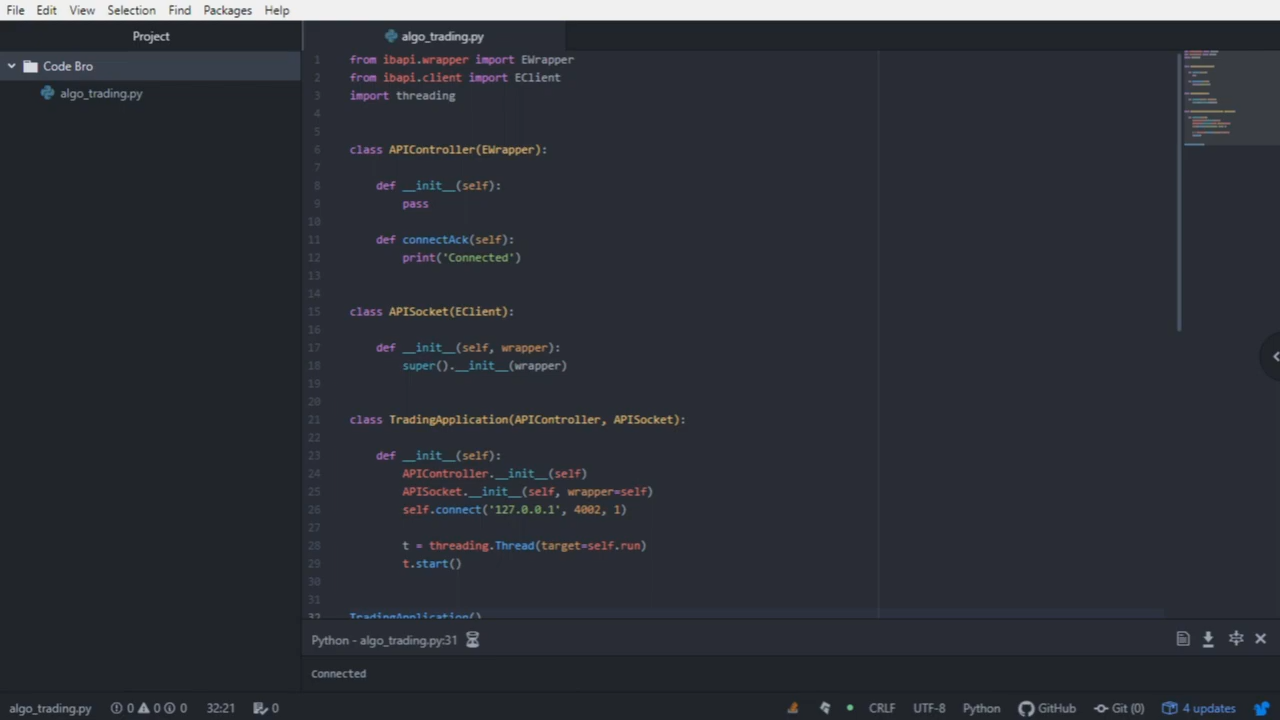 File Edit View Selection Find Packages Help
Project
algo_trading.py
Code Bro
algo_trading.py
1 from ibapi.wrapper import EWrapper
2 from ibapi.client import EClient
3 import threading
4
5
6 class APIController(EWrapper):
7
8     def __init__(self):
9         pass
10
11     def connectAck(self):
12         print('Connected')
13
14
15 class APISocket(EClient):
16
17     def __init__(self, wrapper):
18         super().__init__(wrapper)
19
20
21 class TradingApplication(APIController, APISocket):
22
23     def __init__(self):
24         APIController.__init__(self)
25         APISocket.__init__(self, wrapper=self)
26         self.connect('127.0.0.1', 4002, 1)
27
28         t = threading.Thread(target=self.run)
29         t.start()
30
31
32 TradingApplication()
Python - algo_trading.py:31
Connected
algo_trading.py 0 0 0 32:21 0 CRLF UTF-8 Python GitHub Git (0) 4 updates